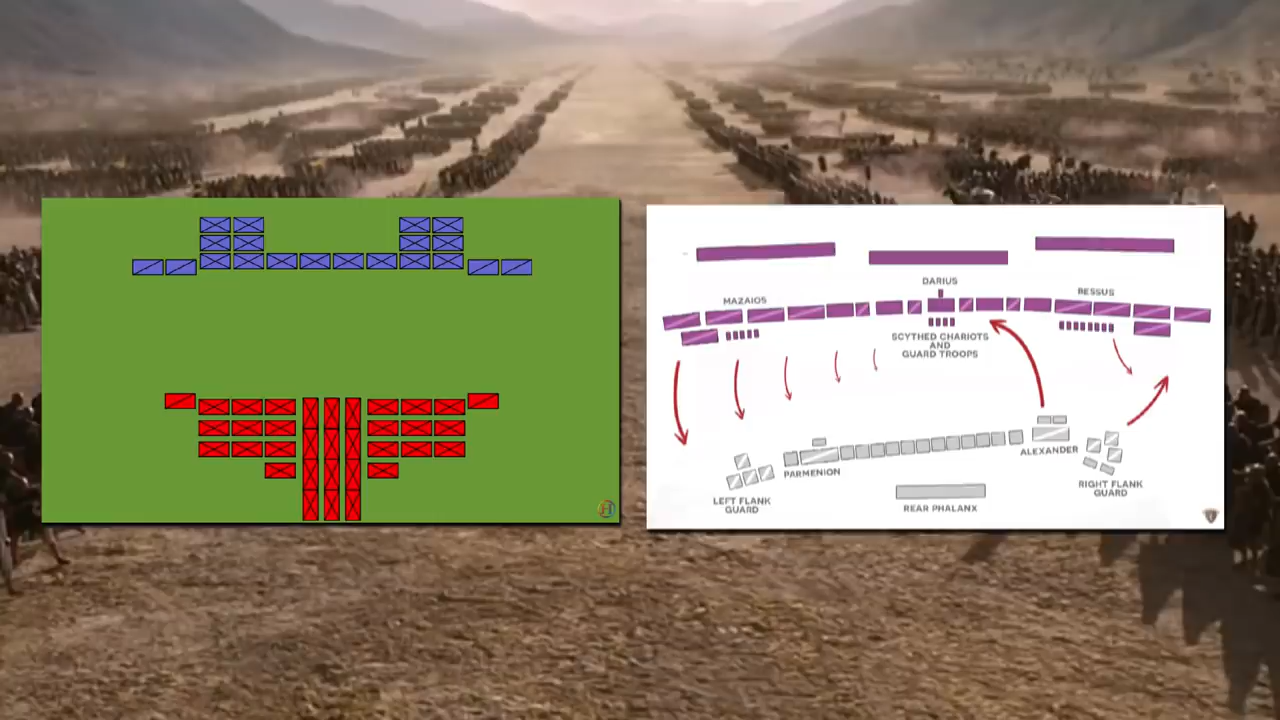 DARIUS
MAZAIOS
BESSUS
SCYTHED CHARIOTS
AND
GUARD TROOPS
ALEXANDER
PARMENION
LEFT FLANK
GUARD
RIGHT FLANK
GUARD
REAR PHALANX